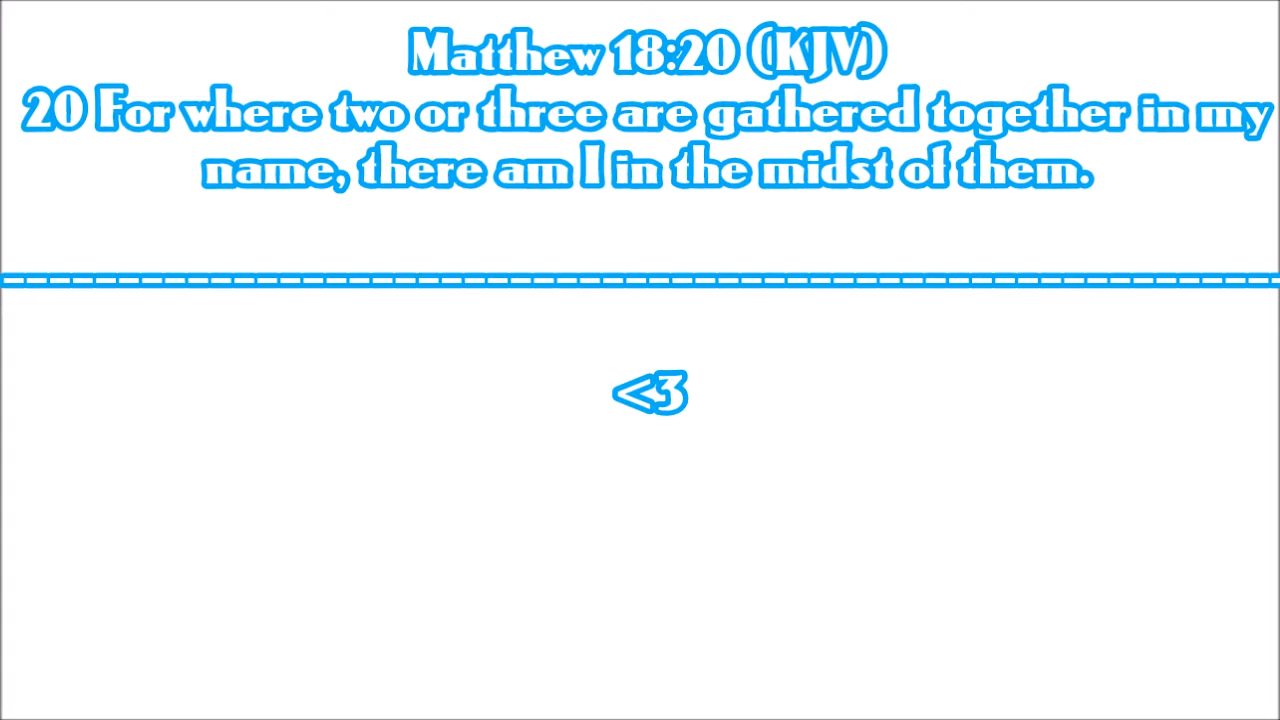 Matthew 18:20 (KJV)
20 For where two or three are gathered together in my
name, there am I in the midst of them.
<3